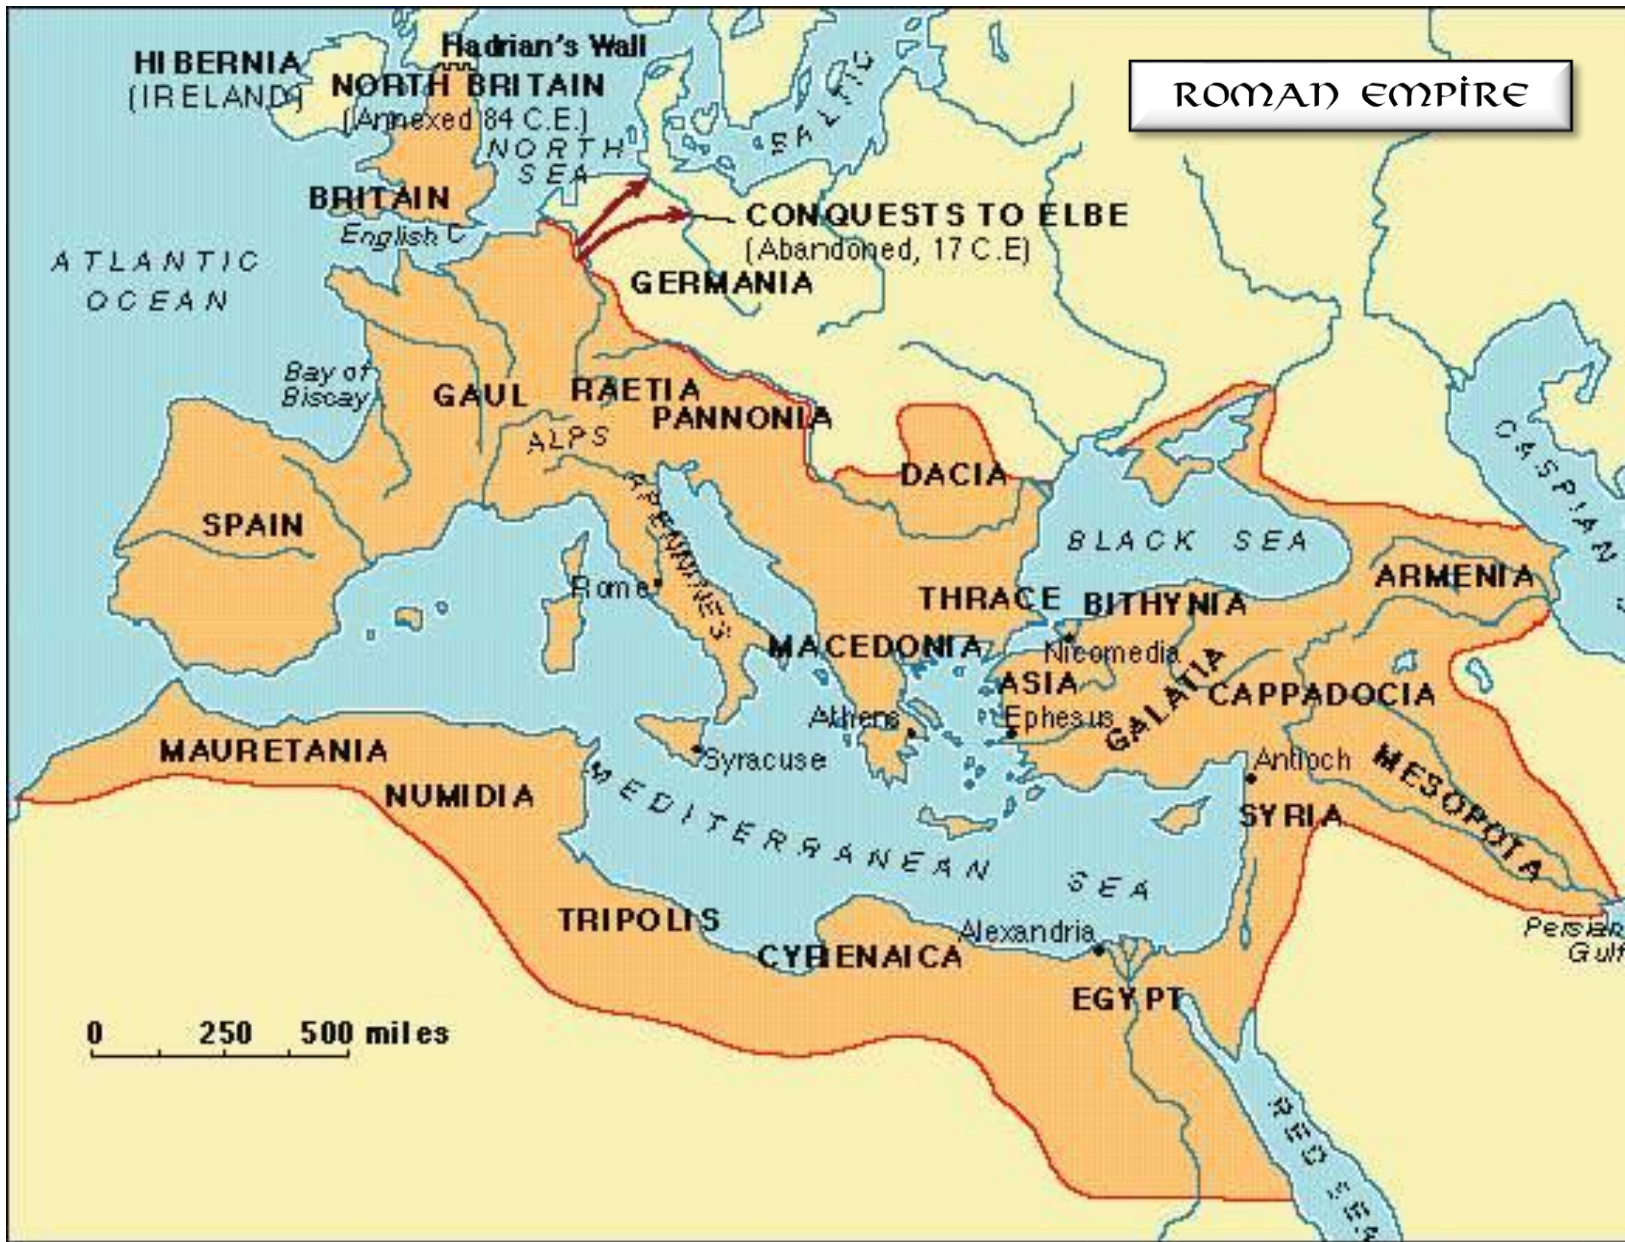 ROMAN EMPIRE
Hadrian's Wall
HIBERNIA
(IRELAND)
NORTH BRITAIN
(Annexed 84 C.E.)
NORTH
SEA
BALTIC
BRITAIN
English C
CONQUESTS TO ELBE
(Abandoned, 17 C.E)
ATLANTIC
OCEAN
GERMANIA
Bay of
Biscay
GAUL
RAETIA
PANNONIA
ALPS
DACIA
CASPIAN
APENNINES
SPAIN
BLACK SEA
ARMENIA
Rome
THRACE
BITHYNIA
MACEDONIA
Nicomedia
ASIA
GALATIA
CAPPADOCIA
Athens
Ephesus
MAURETANIA
Syracuse
Antioch
MESOPOTA
NUMIDIA
MEDITERRANEAN SEA
SYRIA
TRIPOLIS
CYRENAICA
Alexandria
Persian
Gulf
EGYPT
0 250 500 miles
RED SEA